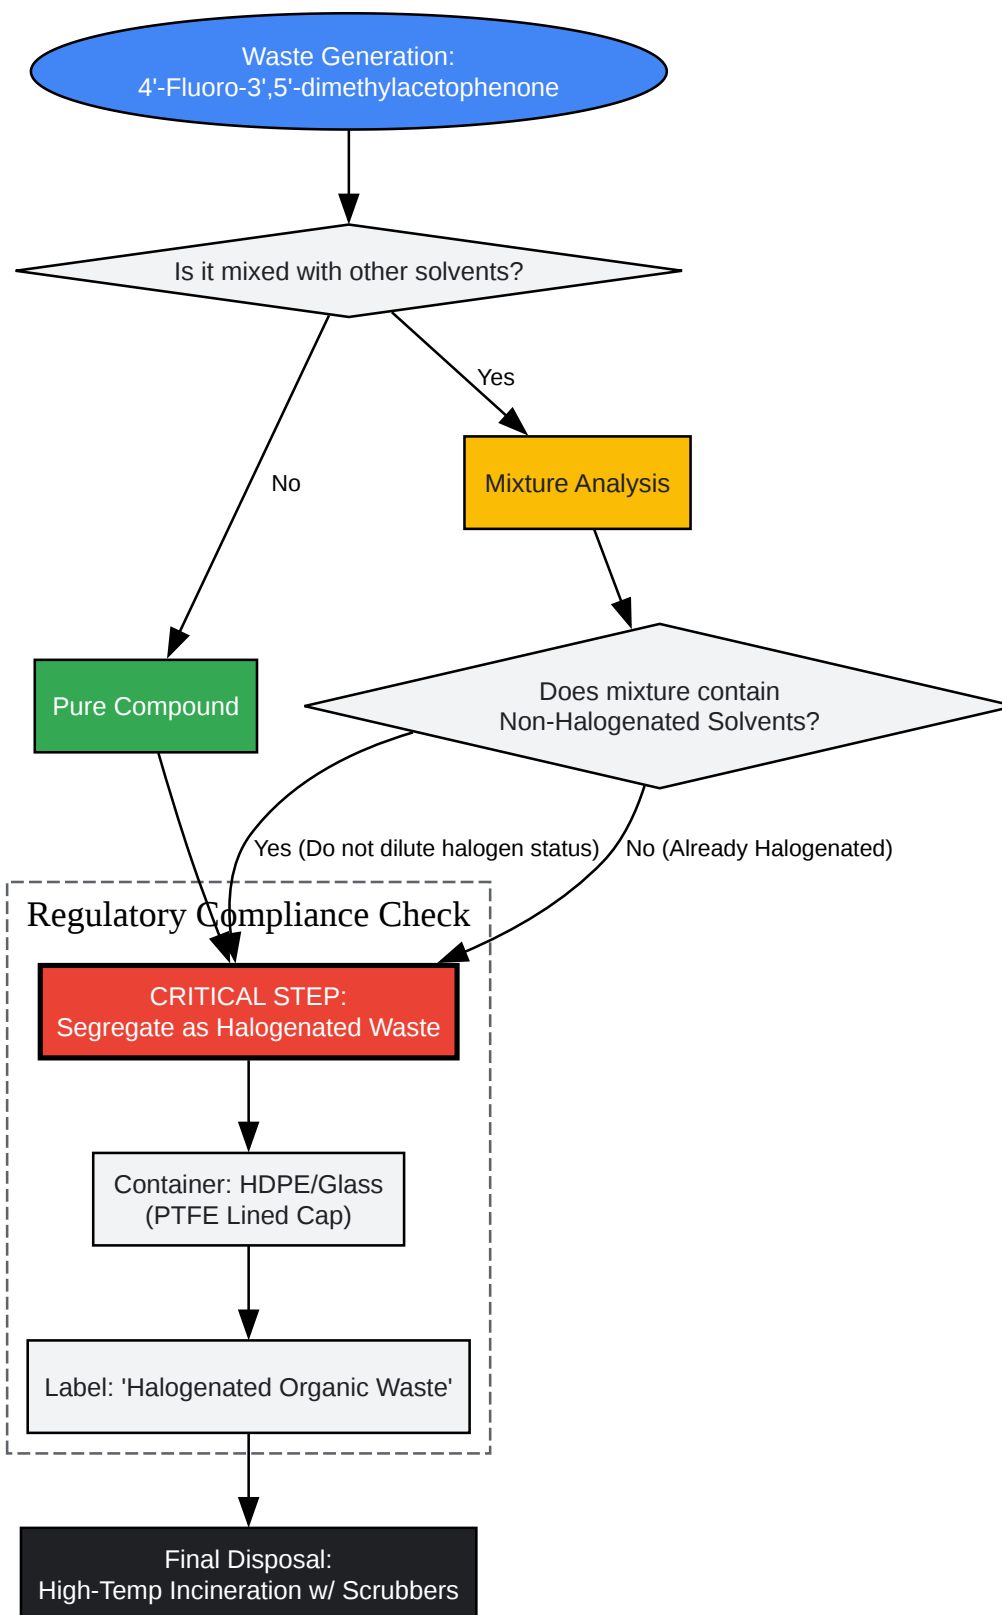 Waste Generation:
4'-Fluoro-3',5'-dimethylacetophenone
Is it mixed with other solvents?
Yes
No
Mixture Analysis
Pure Compound
Does mixture contain
Non-Halogenated Solvents?
Yes (Do not dilute halogen status)
No (Already Halogenated)
Regulatory Compliance Check
CRITICAL STEP:
Segregate as Halogenated Waste
Container: HDPE/Glass
(PTFE Lined Cap)
Label: 'Halogenated Organic Waste'
Final Disposal:
High-Temp Incineration w/ Scrubbers